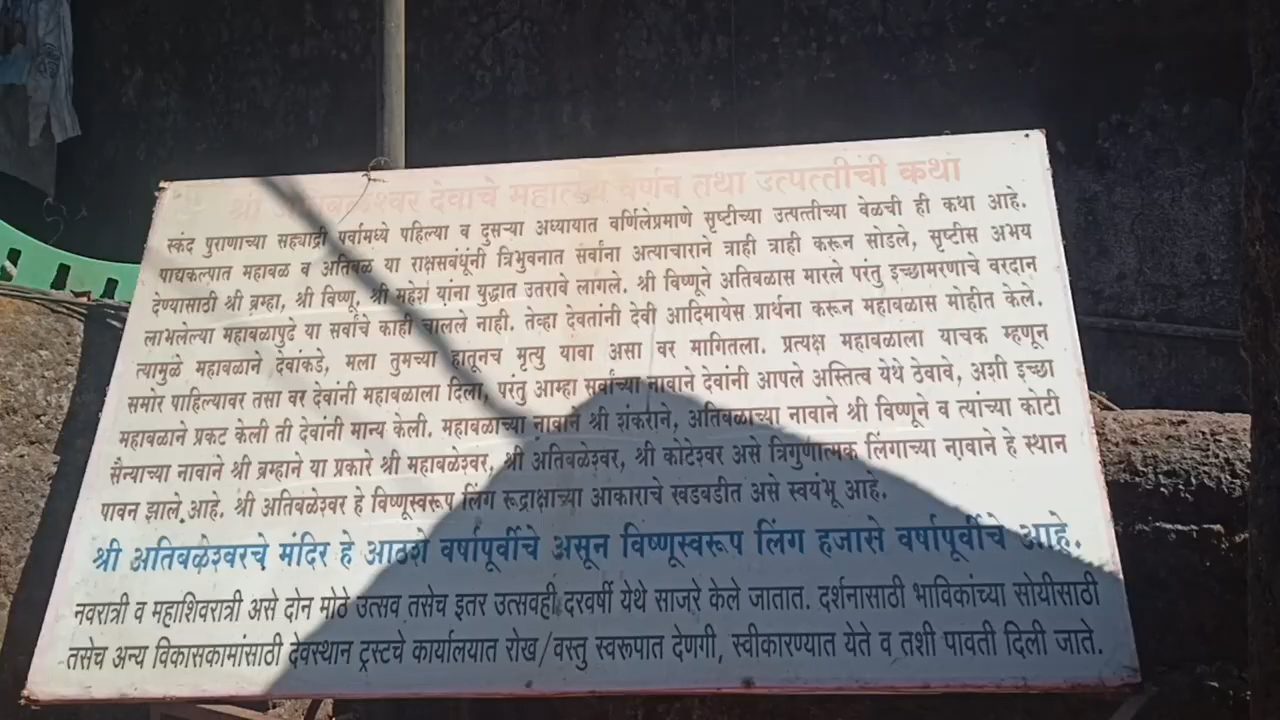 श्री अतिबळेश्वर देवाचे महात्म्य वर्णन तथा उत्पत्तीची कथा
स्कंद पुराणाच्या सह्याद्री पर्वामध्ये पहिल्या व दुसऱ्या अध्यायात वर्णिलेप्रमाणे सृष्टीच्या उत्पत्तीच्या वेळची ही कथा आहे.
पाद्यकल्पात महाबळ व अतिबळ या राक्षसबंधूंनी त्रिभुवनात सर्वांना अत्याचाराने त्राही त्राही करून सोडले, सृष्टीस अभय
देण्यासाठी श्री ब्रम्हा, श्री विष्णू, श्री महेश यांना युद्धात उतरावे लागले. श्री विष्णूने अतिबळास मारले परंतु इच्छामरणाचे वरदान
लाभलेल्या महाबळापुढे या सर्वांचे काही चालले नाही. तेव्हा देवतांनी देवी आदिमायेस प्रार्थना करून महाबळास मोहीत केले.
त्यामुळे महाबळाने देवांकडे, मला तुमच्या हातूनच मृत्यु यावा असा वर मागितला. प्रत्यक्ष महाबळाला याचक म्हणून
समोर पाहिल्यावर तसा वर देवांनी महाबळाला दिला, परंतु आम्हा सर्वांच्या नावाने देवांनी आपले अस्तित्व येथे ठेवावे, अशी इच्छा
महाबळाने प्रकट केली ती देवांनी मान्य केली. महाबळाच्या नावाने श्री शंकराने, अतिबळाच्या नावाने श्री विष्णूने व त्यांच्या कोटी
सैन्याच्या नावाने श्री ब्रम्हाने या प्रकारे श्री महाबळेश्वर, श्री अतिबळेश्वर, श्री कोटेश्वर असे त्रिगुणात्मक लिंगाच्या नावाने हे स्थान
पावन झाले आहे. श्री अतिबळेश्वर हे विष्णूस्वरूप लिंग रूद्राक्षाच्या आकाराचे खडबडीत असे स्वयंभू आहे.
श्री अतिबळेश्वरचे मंदिर हे आठशे वर्षापूर्वीचे असून विष्णूस्वरूप लिंग हजासे वर्षापूर्वीचे आहे.
नवरात्री व महाशिवरात्री असे दोन मोठे उत्सव तसेच इतर उत्सवही दरवर्षी येथे साजरे केले जातात. दर्शनासाठी भाविकांच्या सोयीसाठी
तसेच अन्य विकासकामांसाठी देवस्थान ट्रस्टचे कार्यालयात रोख/वस्तु स्वरूपात देणगी, स्वीकारण्यात येते व तशी पावती दिली जाते.